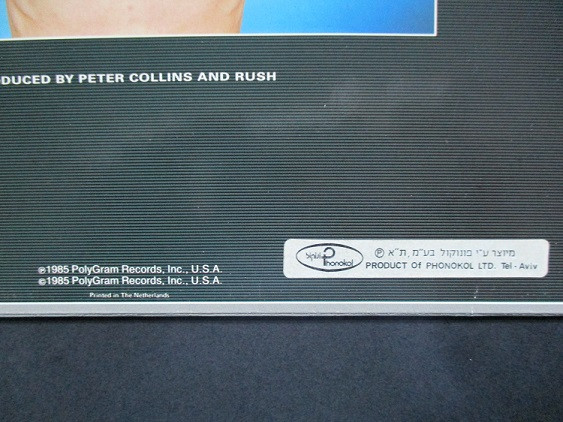 DUCED BY PETER COLLINS AND RUSH
פונוקול Phonokol
℗ מיוצר ע״י פונוקול בע״מ, ת״א
PRODUCT OF PHONOKOL LTD. Tel-Aviv
℗1985 PolyGram Records, Inc., U.S.A.
©1985 PolyGram Records, Inc., U.S.A.
Printed in The Netherlands